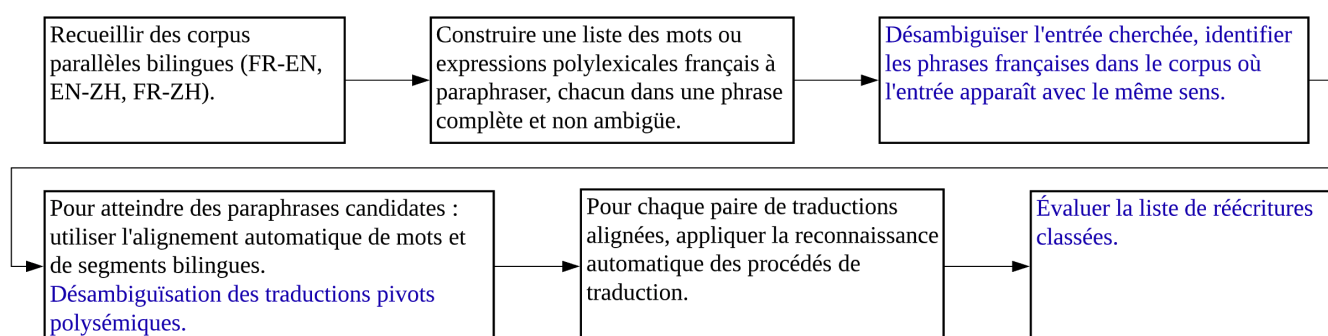 Recueillir des corpus
parallèles bilingues (FR-EN,
EN-ZH, FR-ZH).
Construire une liste des mots ou
expressions polylexicales français à
paraphraser, chacun dans une phrase
complète et non ambigüe.
Désambiguïser l'entrée cherchée, identifier
les phrases françaises dans le corpus où
l'entrée apparaît avec le même sens.
Pour atteindre des paraphrases candidates :
utiliser l'alignement automatique de mots et
de segments bilingues.
Désambiguïsation des traductions pivots
polysémiques.
Pour chaque paire de traductions
alignées, appliquer la reconnaissance
automatique des procédés de
traduction.
Évaluer la liste de réécritures
classées.